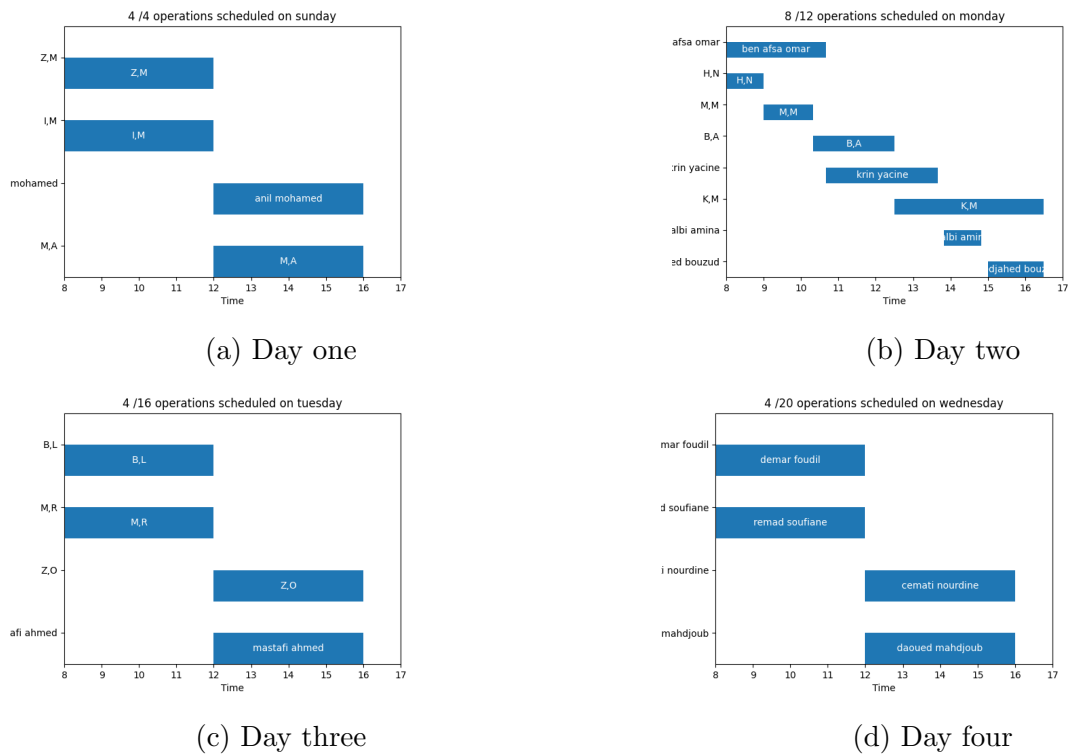 4 /4 operations scheduled on sunday
Z,M
Z,M
I,M
I,M
mohamed
anil mohamed
M,A
M,A
8 9 10 11 12 13 14 15 16 17
Time
(a) Day one
8 /12 operations scheduled on monday
afsa omar
ben afsa omar
H,N
H,N
M,M
M,M
B,A
B,A
krin yacine
krin yacine
K,M
K,M
albi amina
albi amin
ed bouzud
djahed bouz
8 9 10 11 12 13 14 15 16 17
Time
(b) Day two
4 /16 operations scheduled on tuesday
B,L
B,L
M,R
M,R
Z,O
Z,O
afi ahmed
mastafi ahmed
8 9 10 11 12 13 14 15 16 17
Time
(c) Day three
4 /20 operations scheduled on wednesday
mar foudil
demar foudil
d soufiane
remad soufiane
i nourdine
cemati nourdine
mahdjoub
daoued mahdjoub
8 9 10 11 12 13 14 15 16 17
Time
(d) Day four